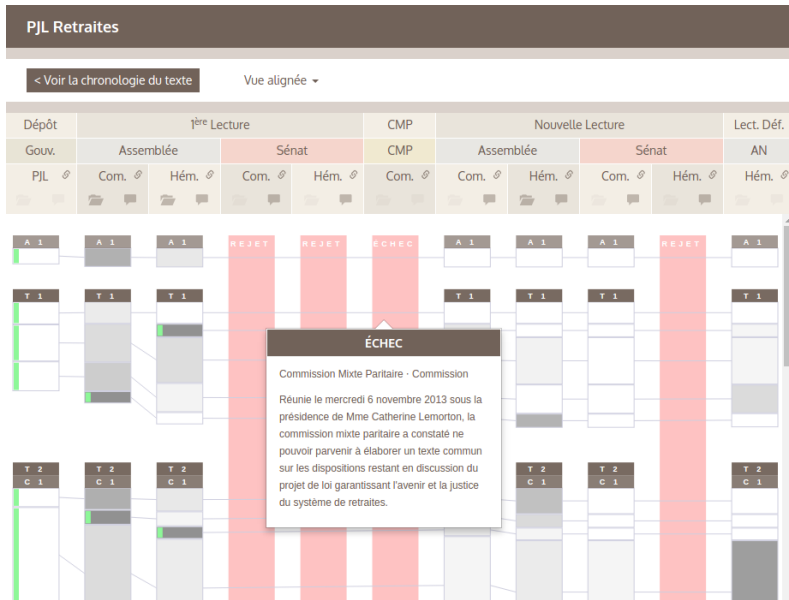 PJL Retraites
< Voir la chronologie du texte
Vue alignée
Dépôt 1ère Lecture CMP Nouvelle Lecture Lect. Déf.
Gouv. Assemblée Sénat CMP Assemblée Sénat AN
PJL Com. Hém. Com. Hém. Com. Com. Hém. Com. Hém. Hém.
A 1 A 1 A 1 REJET REJET ÉCHEC A 1 A 1 A 1 REJET A 1
T 1 T 1 T 1 T 1 T 1 T 1 T 1
ÉCHEC
Commission Mixte Paritaire · Commission
Réunie le mercredi 6 novembre 2013 sous la
présidence de Mme Catherine Lemorton, la
commission mixte paritaire a constaté ne
pouvoir parvenir à élaborer un texte commun
sur les dispositions restant en discussion du
projet de loi garantissant l'avenir et la justice
du système de retraites.
T 2 T 2 T 2 T 2 T 2 T 2
C 1 C 1 C 1 C 1 C 1 C 1